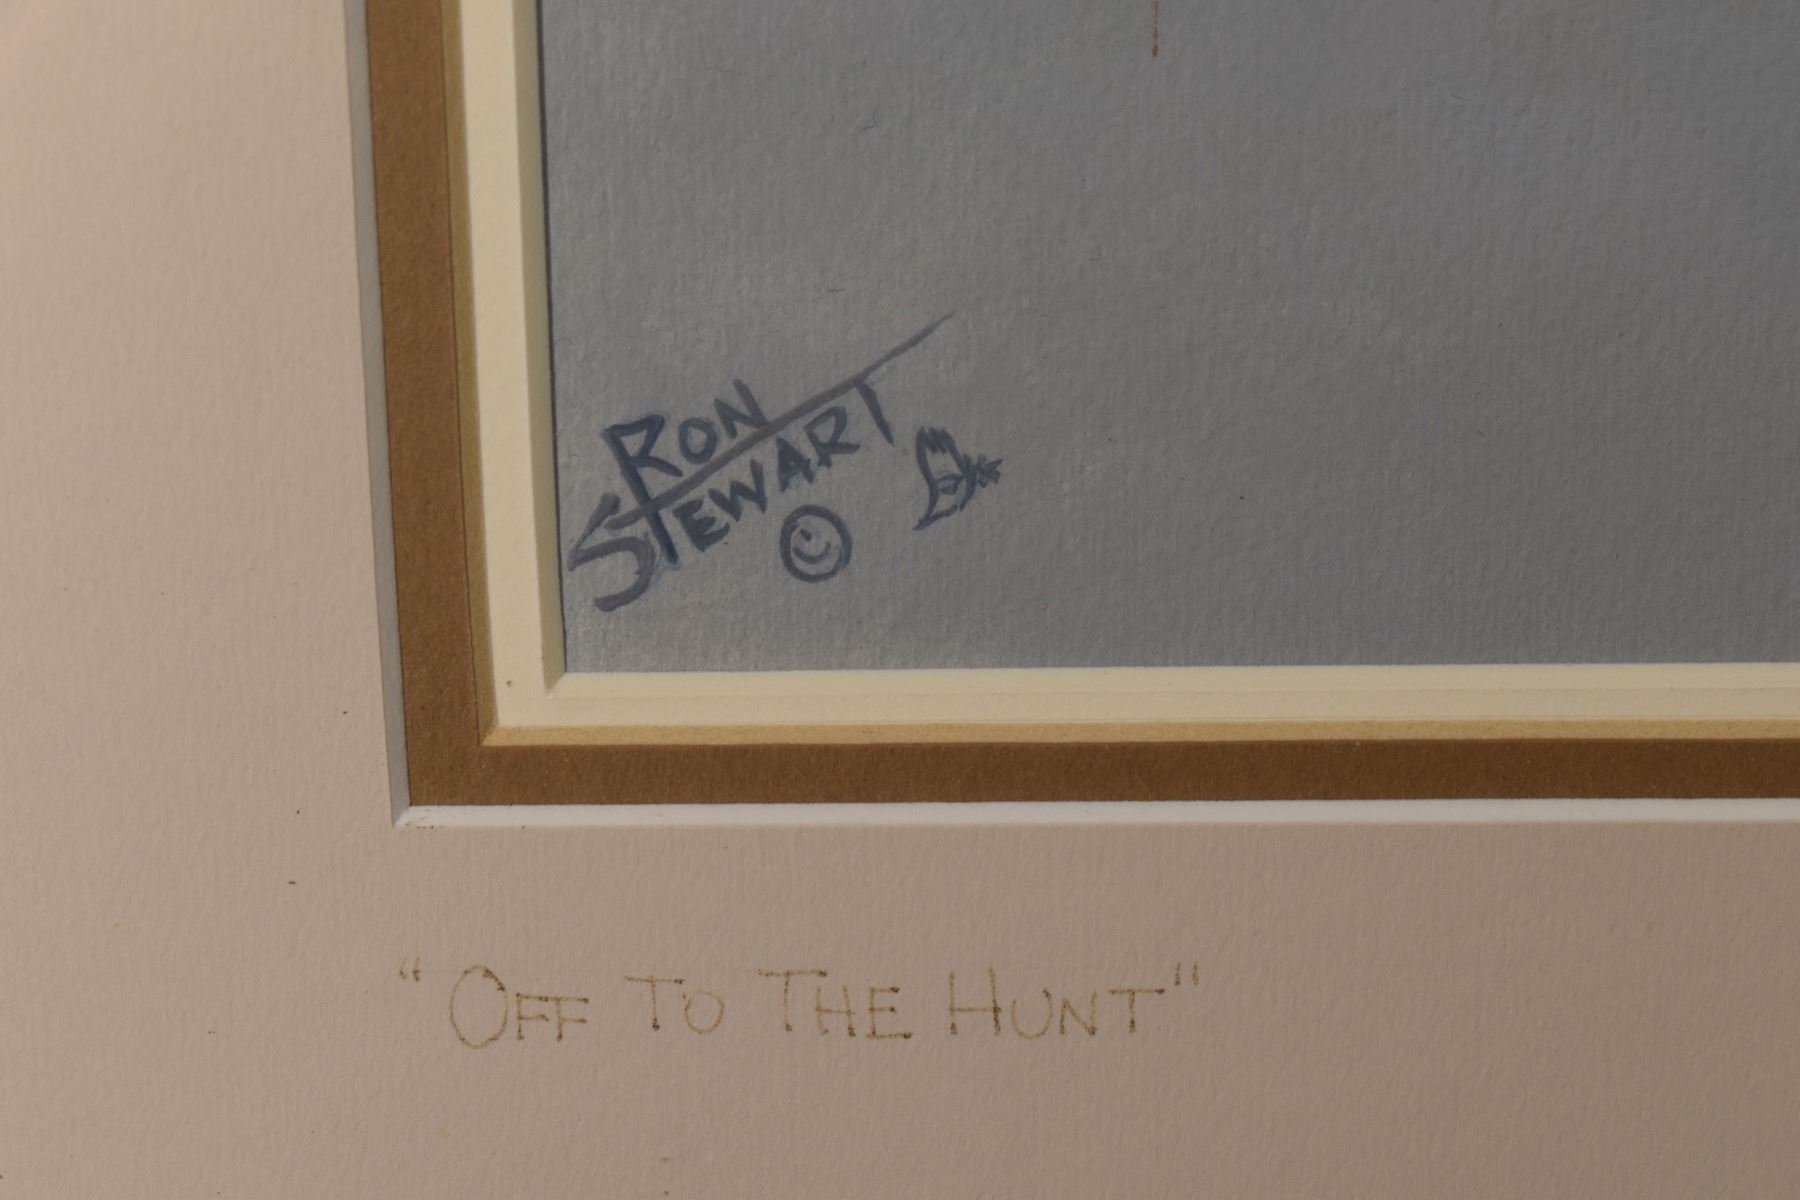 RON
STEWART
©
"OFF TO THE HUNT"